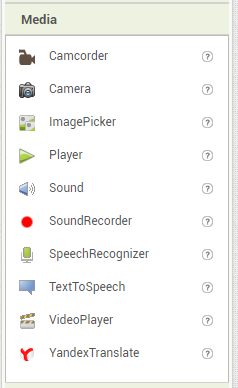 Media
Camcorder
Camera
ImagePicker
Player
Sound
SoundRecorder
SpeechRecognizer
TextToSpeech
VideoPlayer
YandexTranslate